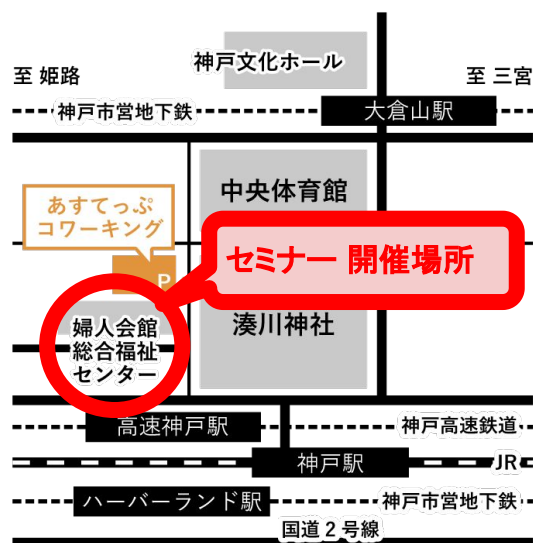 神戸文化ホール
至 姫路
至 三宮
神戸市営地下鉄
大倉山駅
中央体育館
あすてっぷ
コワーキング
P
セミナー 開催場所
湊川神社
婦人会館
総合福祉
センター
高速神戸駅
神戸高速鉄道
神戸駅
JR
ハーバーランド駅
神戸市営地下鉄
国道2号線